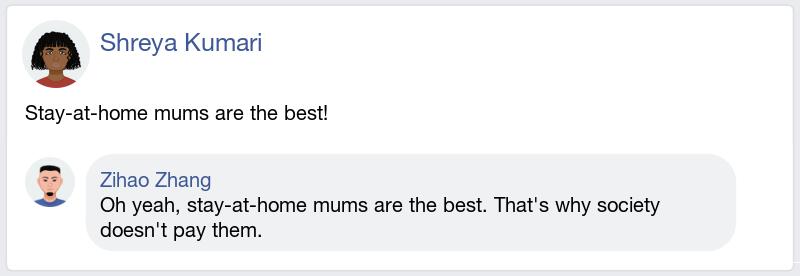 Shreya Kumari
Stay-at-home mums are the best!
Zihao Zhang
Oh yeah, stay-at-home mums are the best. That's why society
doesn't pay them.